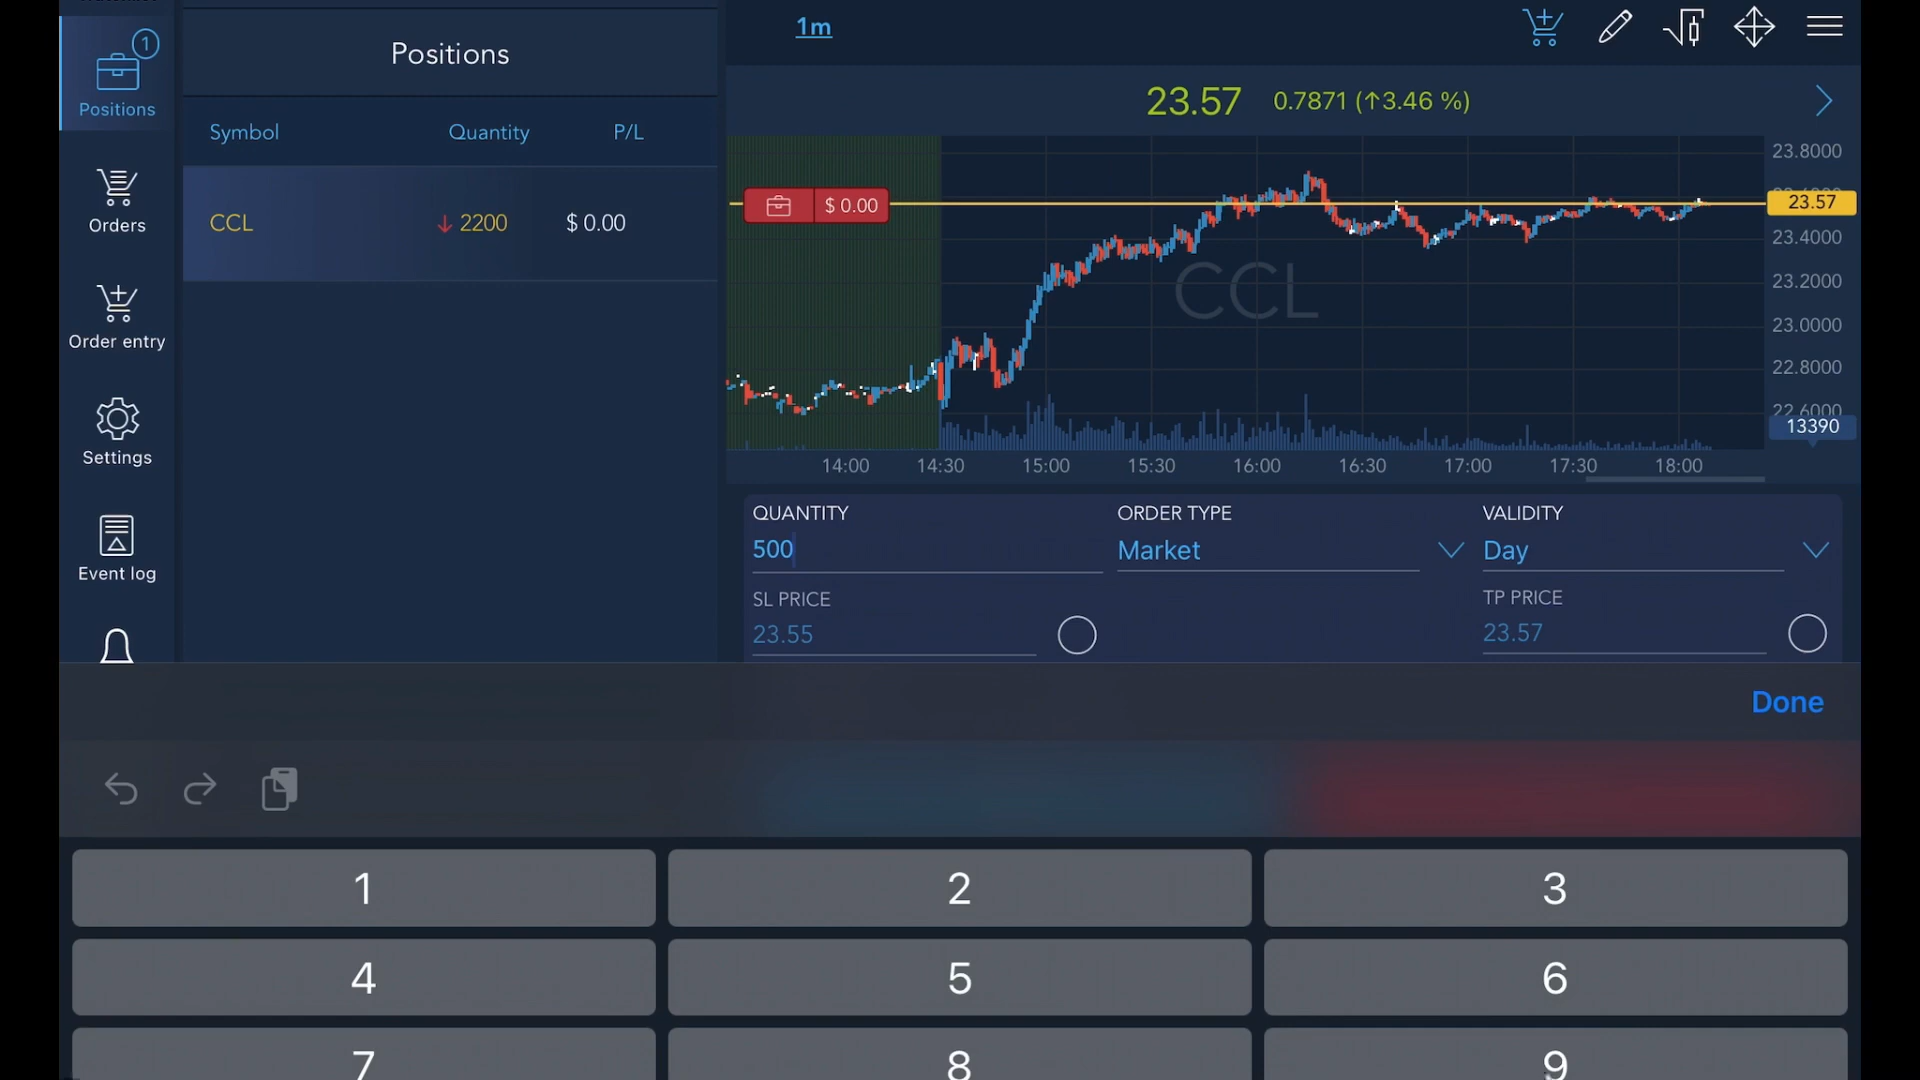 1
Positions
Orders
Order entry
Settings
Event log
Positions
Symbol Quantity P/L
CCL 2200 $ 0.00
1m
23.57 0.7871 (↑3.46 %)
$ 0.00
CCL
23.8000
23.57
23.4000
23.2000
23.0000
22.8000
22.6000
13390
14:00 14:30 15:00 15:30 16:00 16:30 17:00 17:30 18:00
QUANTITY ORDER TYPE VALIDITY
500 Market Day
SL PRICE TP PRICE
23.55 23.57
Done
1 2 3
4 5 6
7 8 9